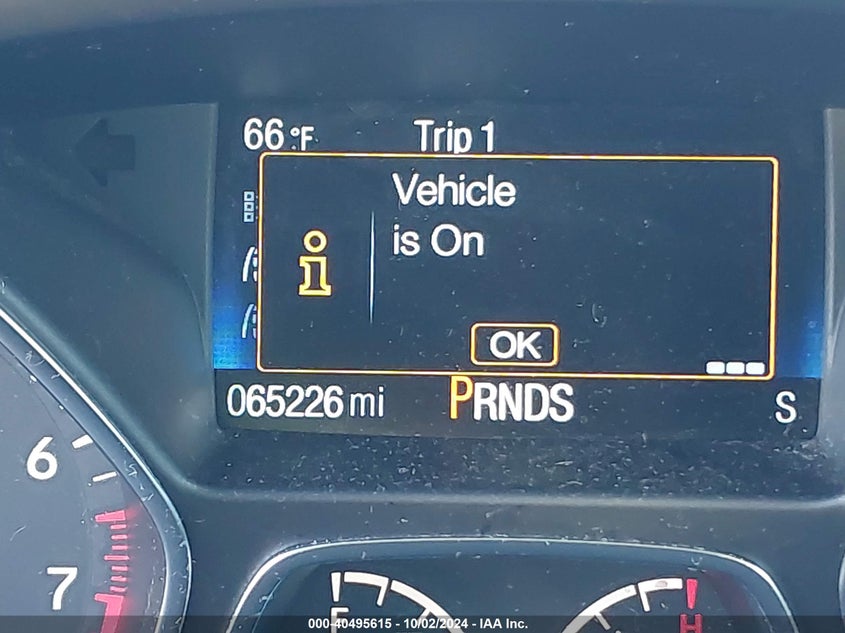 66°F Trip 1
Vehicle
is On
i
OK
065226 mi PRNDS S
6
7
F
H
000-40495615 - 10/02/2024 - IAA Inc.